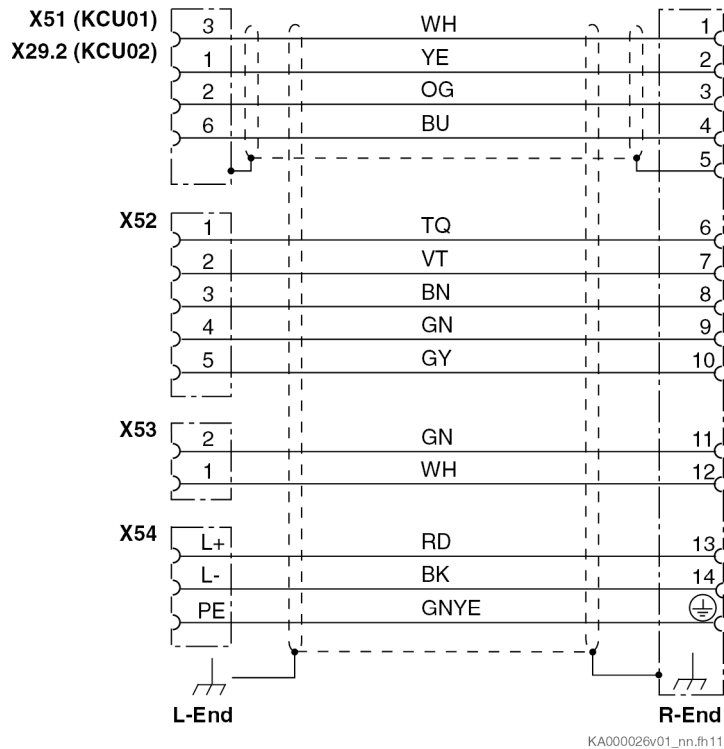 X51 (KCU01) 3 WH 1
X29.2 (KCU02) 1 YE 2
2 OG 3
6 BU 4
5
X52 1 TQ 6
2 VT 7
3 BN 8
4 GN 9
5 GY 10
X53 2 GN 11
1 WH 12
X54 L+ RD 13
L- BK 14
PE GNYE
L-End R-End
KA000026v01_nn.fh11